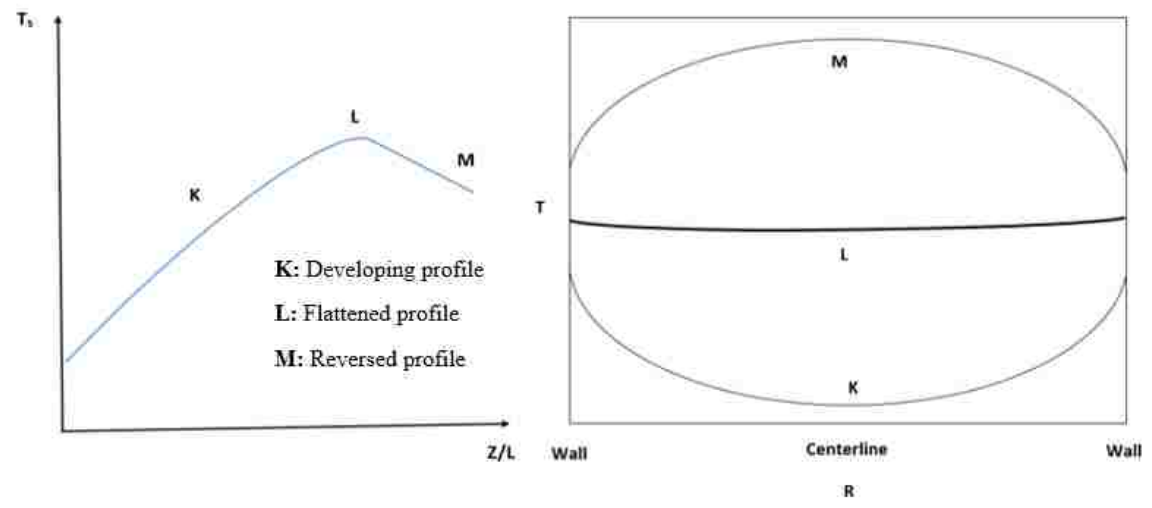 Ts
L
M
K
K: Developing profile
L: Flattened profile
M: Reversed profile
Z/L
M
T
L
K
Wall
Centerline
Wall
R